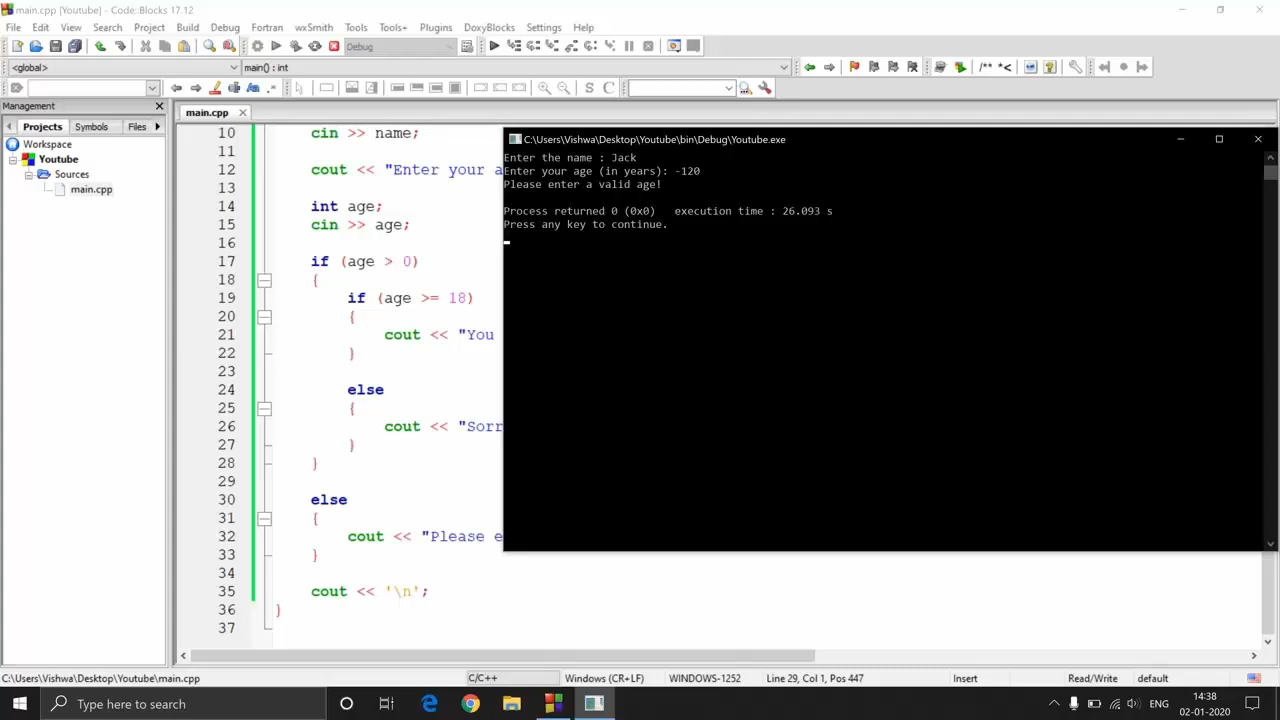 main.cpp [Youtube] - Code::Blocks 17.12
File Edit View Search Project Build Debug Fortran wxSmith Tools Tools+ Plugins DoxyBlocks Settings Help
Debug
<global> main() : int
/** *<
S C
Management
Projects Symbols Files
Workspace
Youtube
Sources
main.cpp
main.cpp
10 cin >> name;
11
12 cout << "Enter your a
13
14 int age;
15 cin >> age;
16
17 if (age > 0)
18 {
19 if (age >= 18)
20 {
21 cout << "You
22 }
23
24 else
25 {
26 cout << "Sorr
27 }
28 }
29
30 else
31 {
32 cout << "Please e
33 }
34
35 cout << '\n';
36 }
37
C:\Users\Vishwa\Desktop\Youtube\bin\Debug\Youtube.exe
Enter the name : Jack
Enter your age (in years): -120
Please enter a valid age!
Process returned 0 (0x0)   execution time : 26.093 s
Press any key to continue.
C:\Users\Vishwa\Desktop\Youtube\main.cpp C/C++ Windows (CR+LF) WINDOWS-1252 Line 29, Col 1, Pos 447 Insert Read/Write default
Type here to search
ENG
14:38
02-01-2020